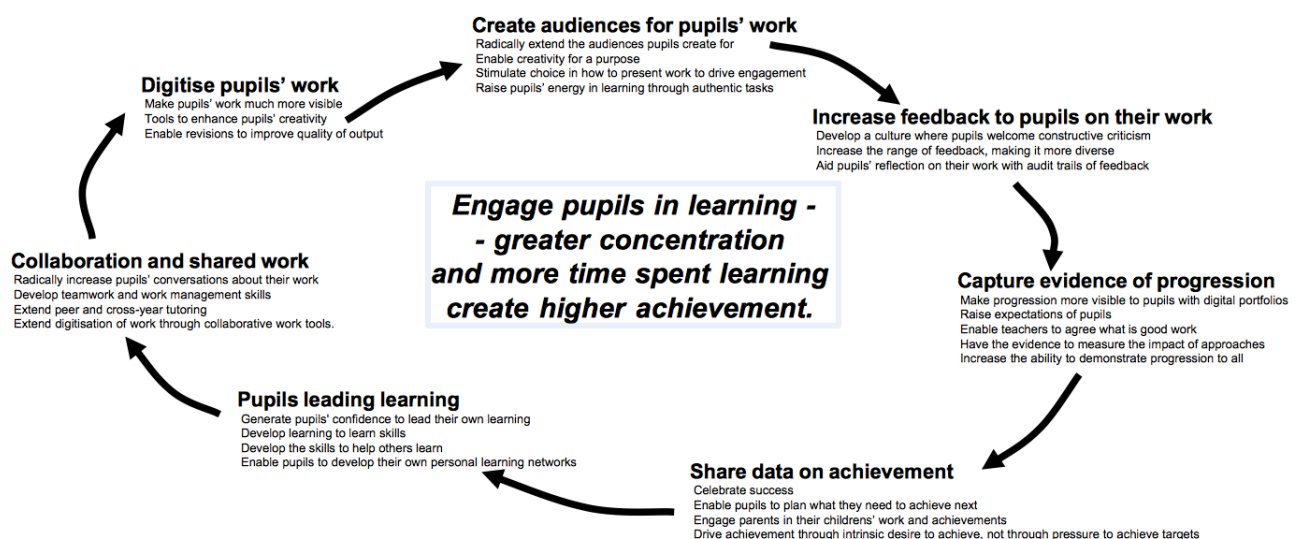 Create audiences for pupils' work
Radically extend the audiences pupils create for
Enable creativity for a purpose
Stimulate choice in how to present work to drive engagement
Raise pupils' energy in learning through authentic tasks
Digitise pupils' work
Make pupils' work much more visible
Tools to enhance pupils' creativity
Enable revisions to improve quality of output
Increase feedback to pupils on their work
Develop a culture where pupils welcome constructive criticism
Increase the range of feedback, making it more diverse
Aid pupils' reflection on their work with audit trails of feedback
Engage pupils in learning -
- greater concentration
and more time spent learning
create higher achievement.
Collaboration and shared work
Radically increase pupils' conversations about their work
Develop teamwork and work management skills
Extend peer and cross-year tutoring
Extend digitisation of work through collaborative work tools.
Capture evidence of progression
Make progression more visible to pupils with digital portfolios
Raise expectations of pupils
Enable teachers to agree what is good work
Have the evidence to measure the impact of approaches
Increase the ability to demonstrate progression to all
Pupils leading learning
Generate pupils' confidence to lead their own learning
Develop learning to learn skills
Develop the skills to help others learn
Enable pupils to develop their own personal learning networks
Share data on achievement
Celebrate success
Enable pupils to plan what they need to achieve next
Engage parents in their childrens' work and achievements
Drive achievement through intrinsic desire to achieve, not through pressure to achieve targets